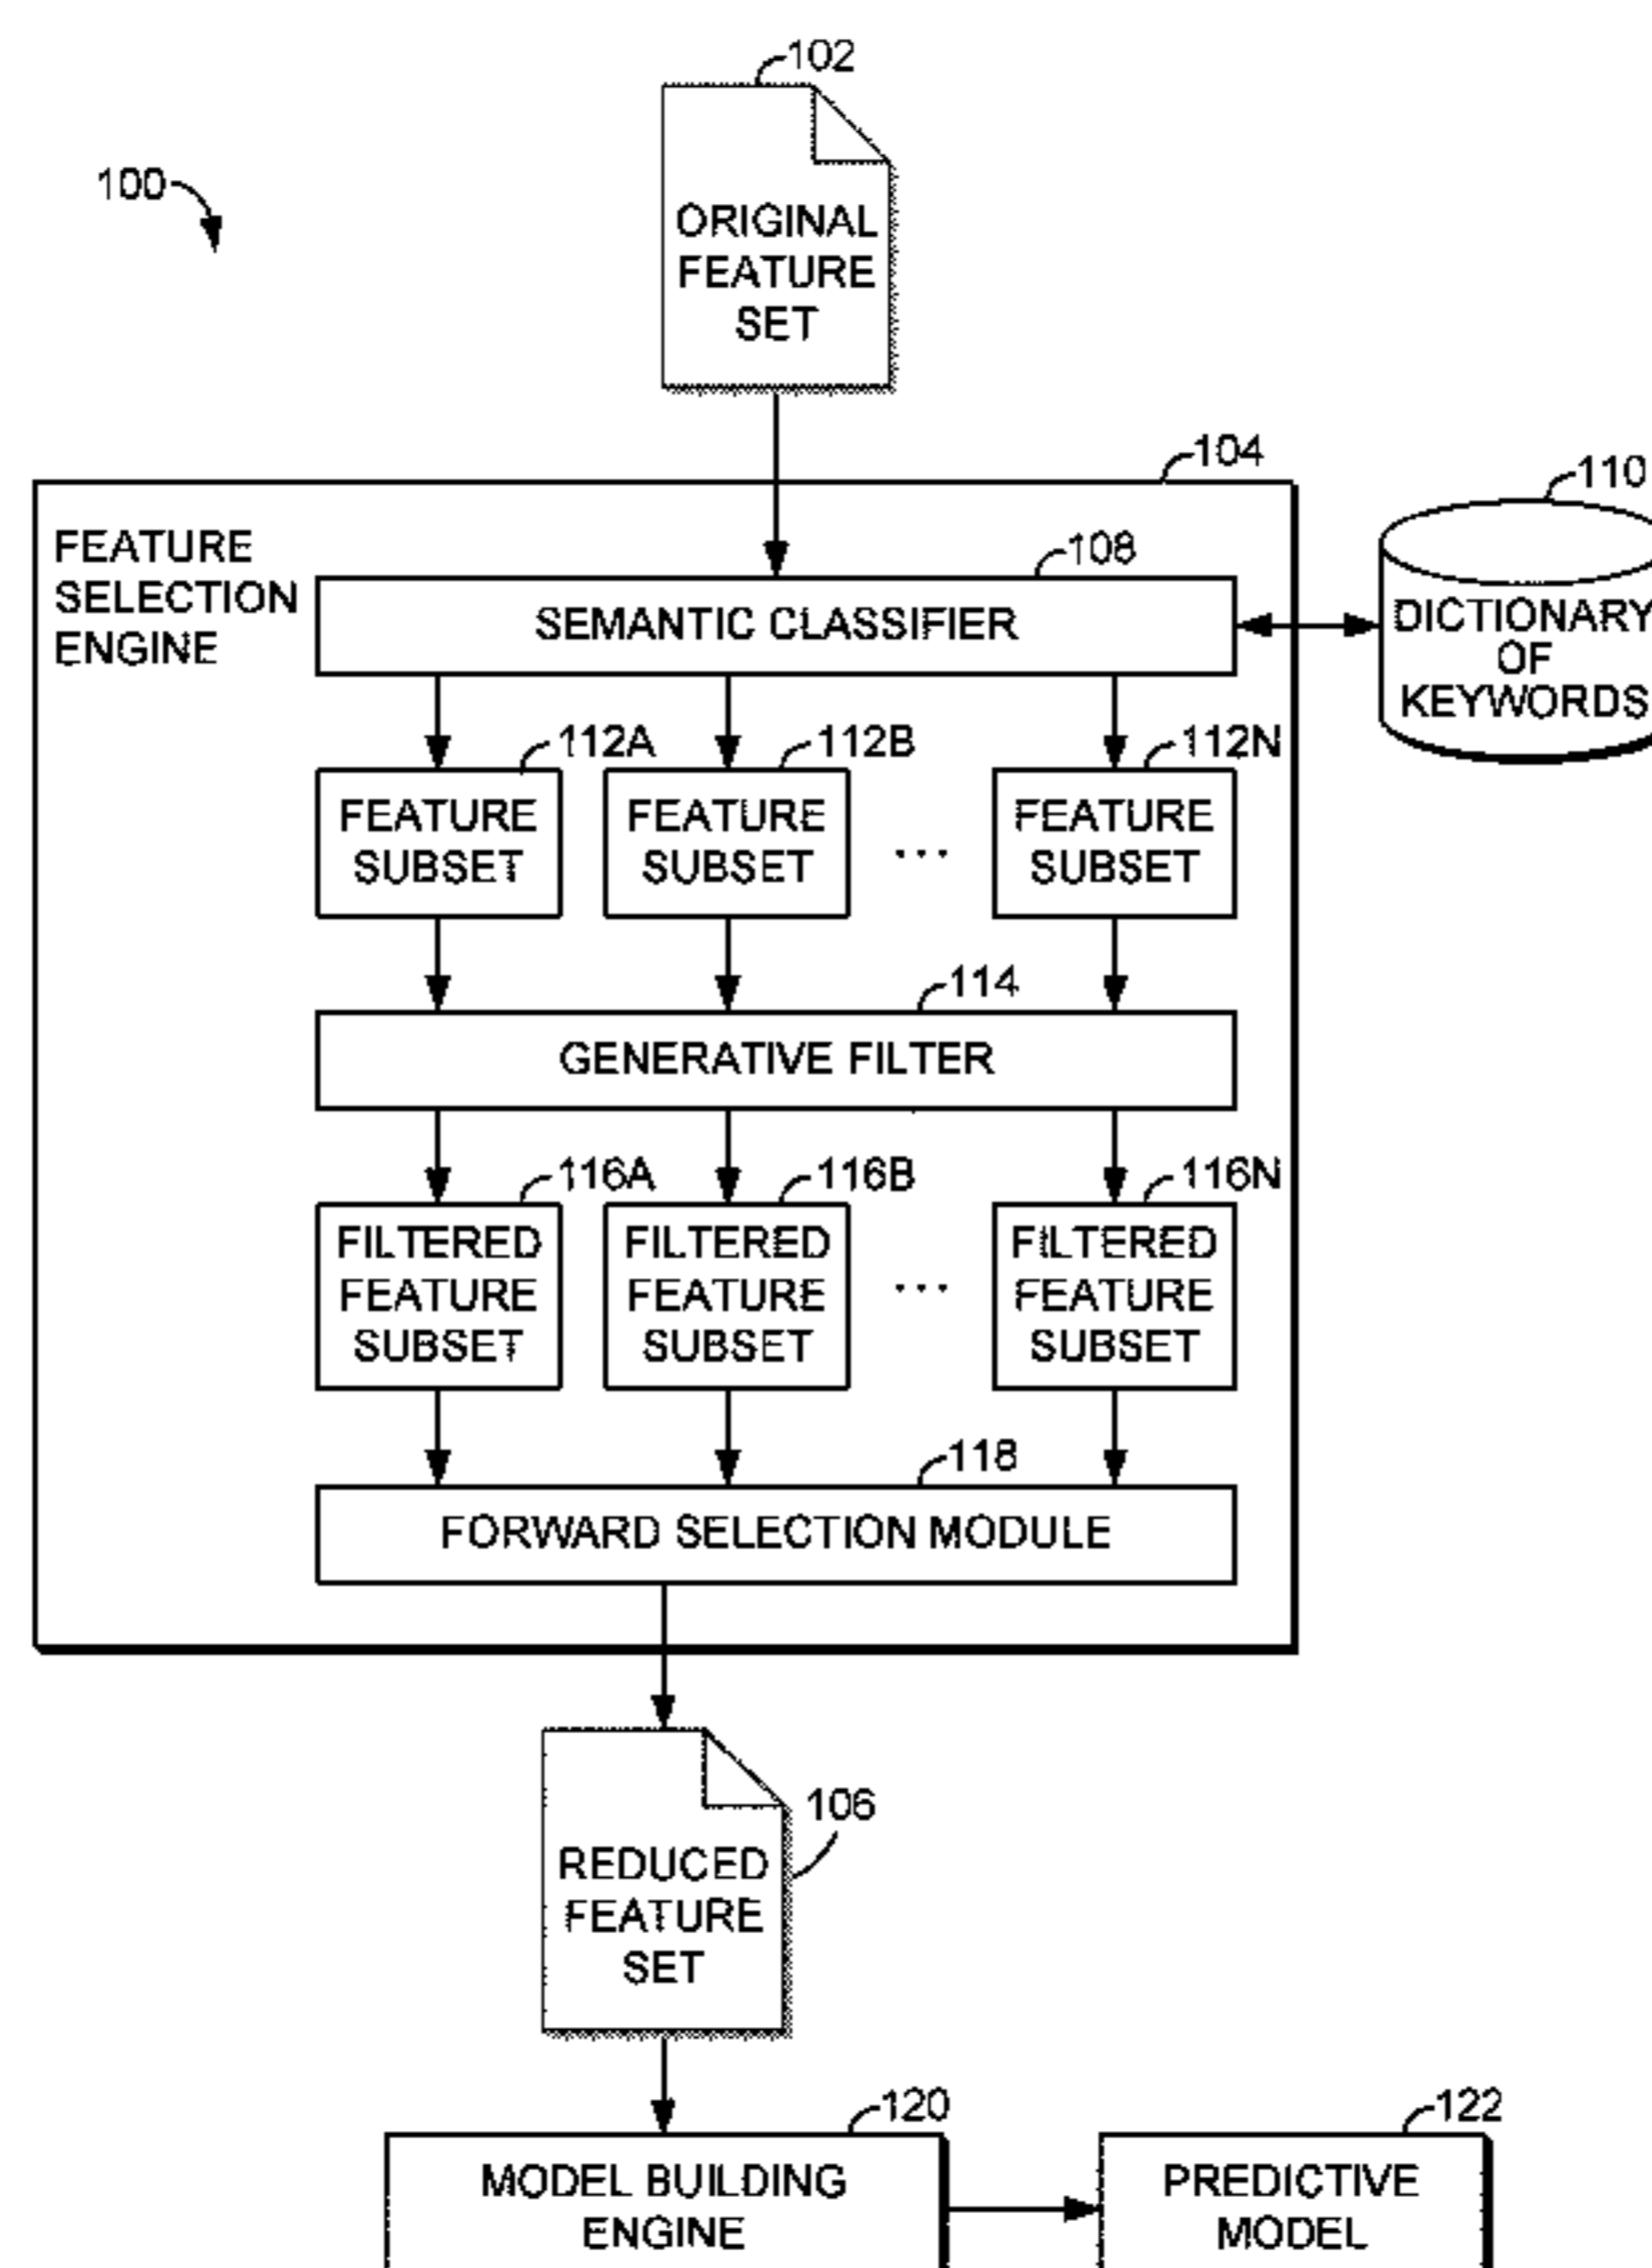 102
100
ORIGINAL
FEATURE
SET
104
110
FEATURE
SELECTION
ENGINE
108
SEMANTIC CLASSIFIER
DICTIONARY
OF
KEYWORDS
112A
112B
112N
FEATURE
SUBSET
FEATURE
SUBSET
...
FEATURE
SUBSET
114
GENERATIVE FILTER
116A
116B
116N
FILTERED
FEATURE
SUBSET
FILTERED
FEATURE
SUBSET
...
FILTERED
FEATURE
SUBSET
118
FORWARD SELECTION MODULE
106
REDUCED
FEATURE
SET
120
122
MODEL BUILDING
ENGINE
PREDICTIVE
MODEL